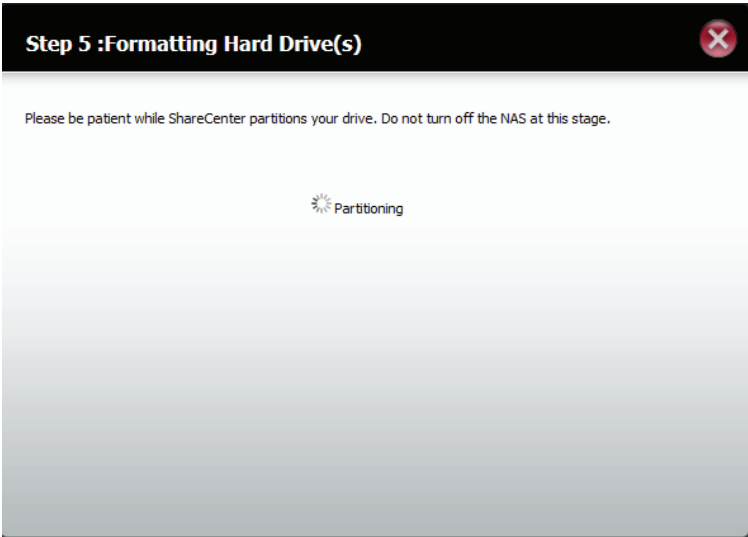 Step 5 :Formatting Hard Drive(s)
Please be patient while ShareCenter partitions your drive. Do not turn off the NAS at this stage.
Partitioning